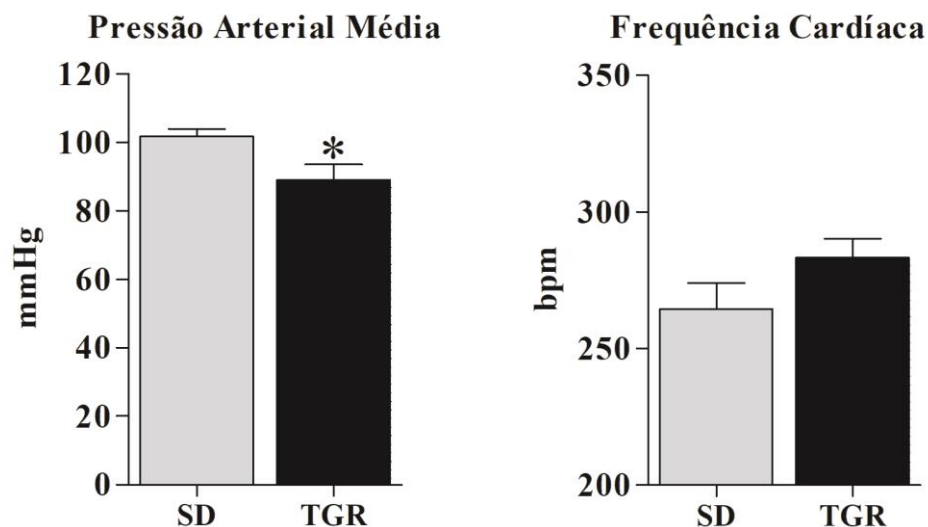 Pressão Arterial Média
120
100
80
60
40
20
0
mmHg
*
SD TGR
Frequência Cardíaca
350
300
250
200
bpm
SD TGR